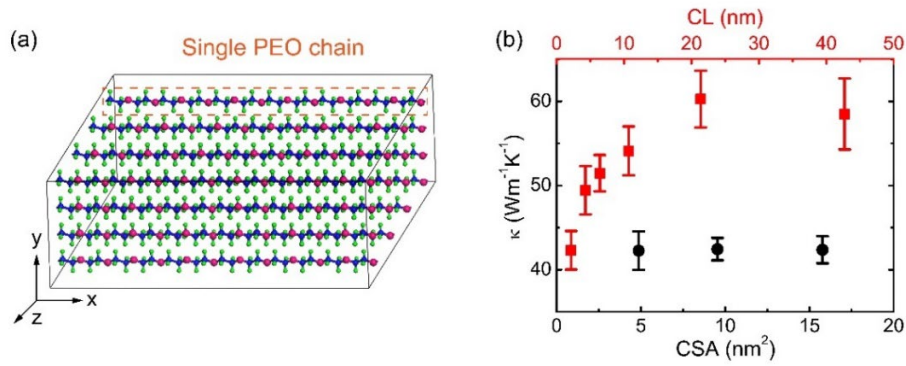 (a)
Single PEO chain
y
x
z
(b)
CL (nm)
0 10 20 30 40 50
κ (Wm⁻¹K⁻¹)
60
50
40
0 5 10 15 20
CSA (nm²)